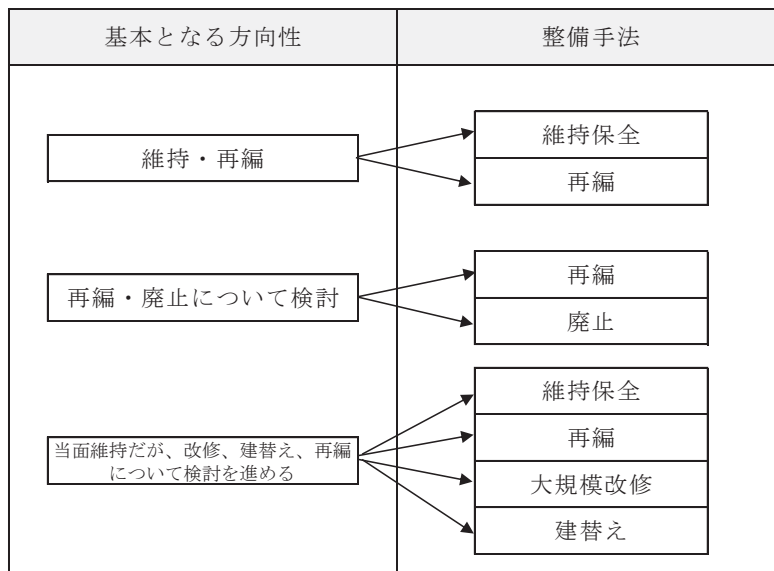 基本となる方向性
整備手法
維持・再編
維持保全
再編
再編・廃止について検討
再編
廃止
当面維持だが、改修、建替え、再編
について検討を進める
維持保全
再編
大規模改修
建替え